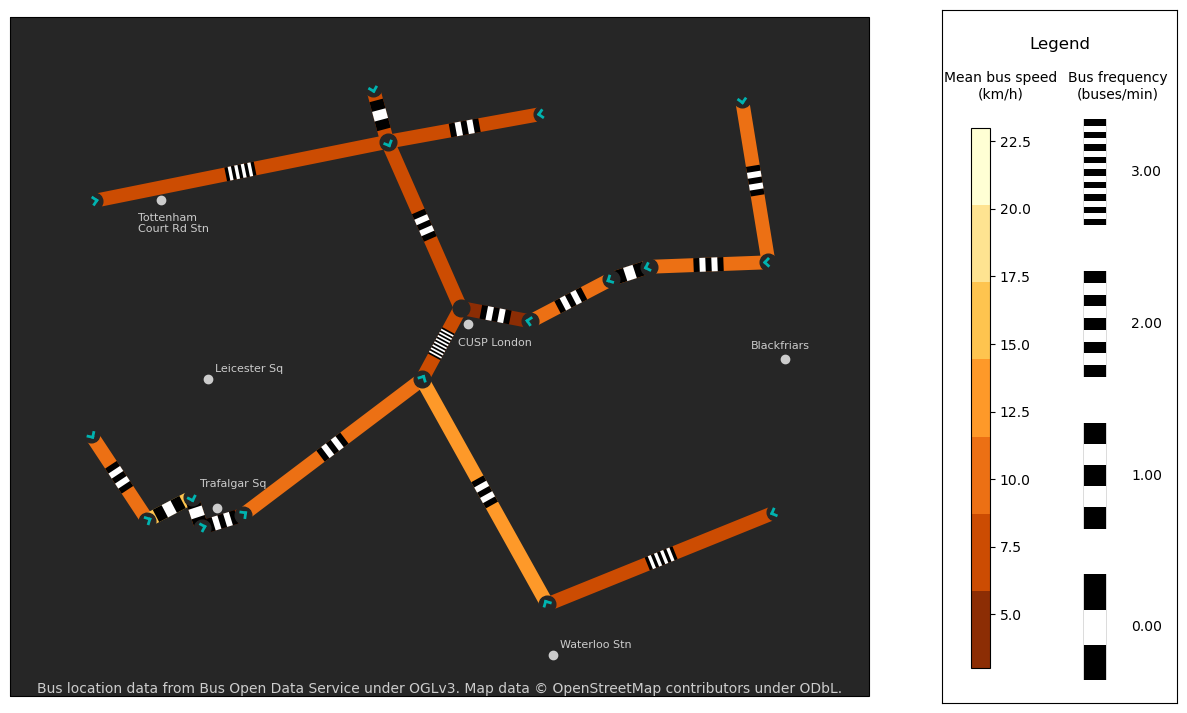 Tottenham
Court Rd Stn
CUSP London
Blackfriars
Leicester Sq
Trafalgar Sq
Waterloo Stn
Bus location data from Bus Open Data Service under OGLv3. Map data © OpenStreetMap contributors under ODbL.
Legend
Mean bus speed
(km/h)
22.5
20.0
17.5
15.0
12.5
10.0
7.5
5.0
Bus frequency
(buses/min)
3.00
2.00
1.00
0.00